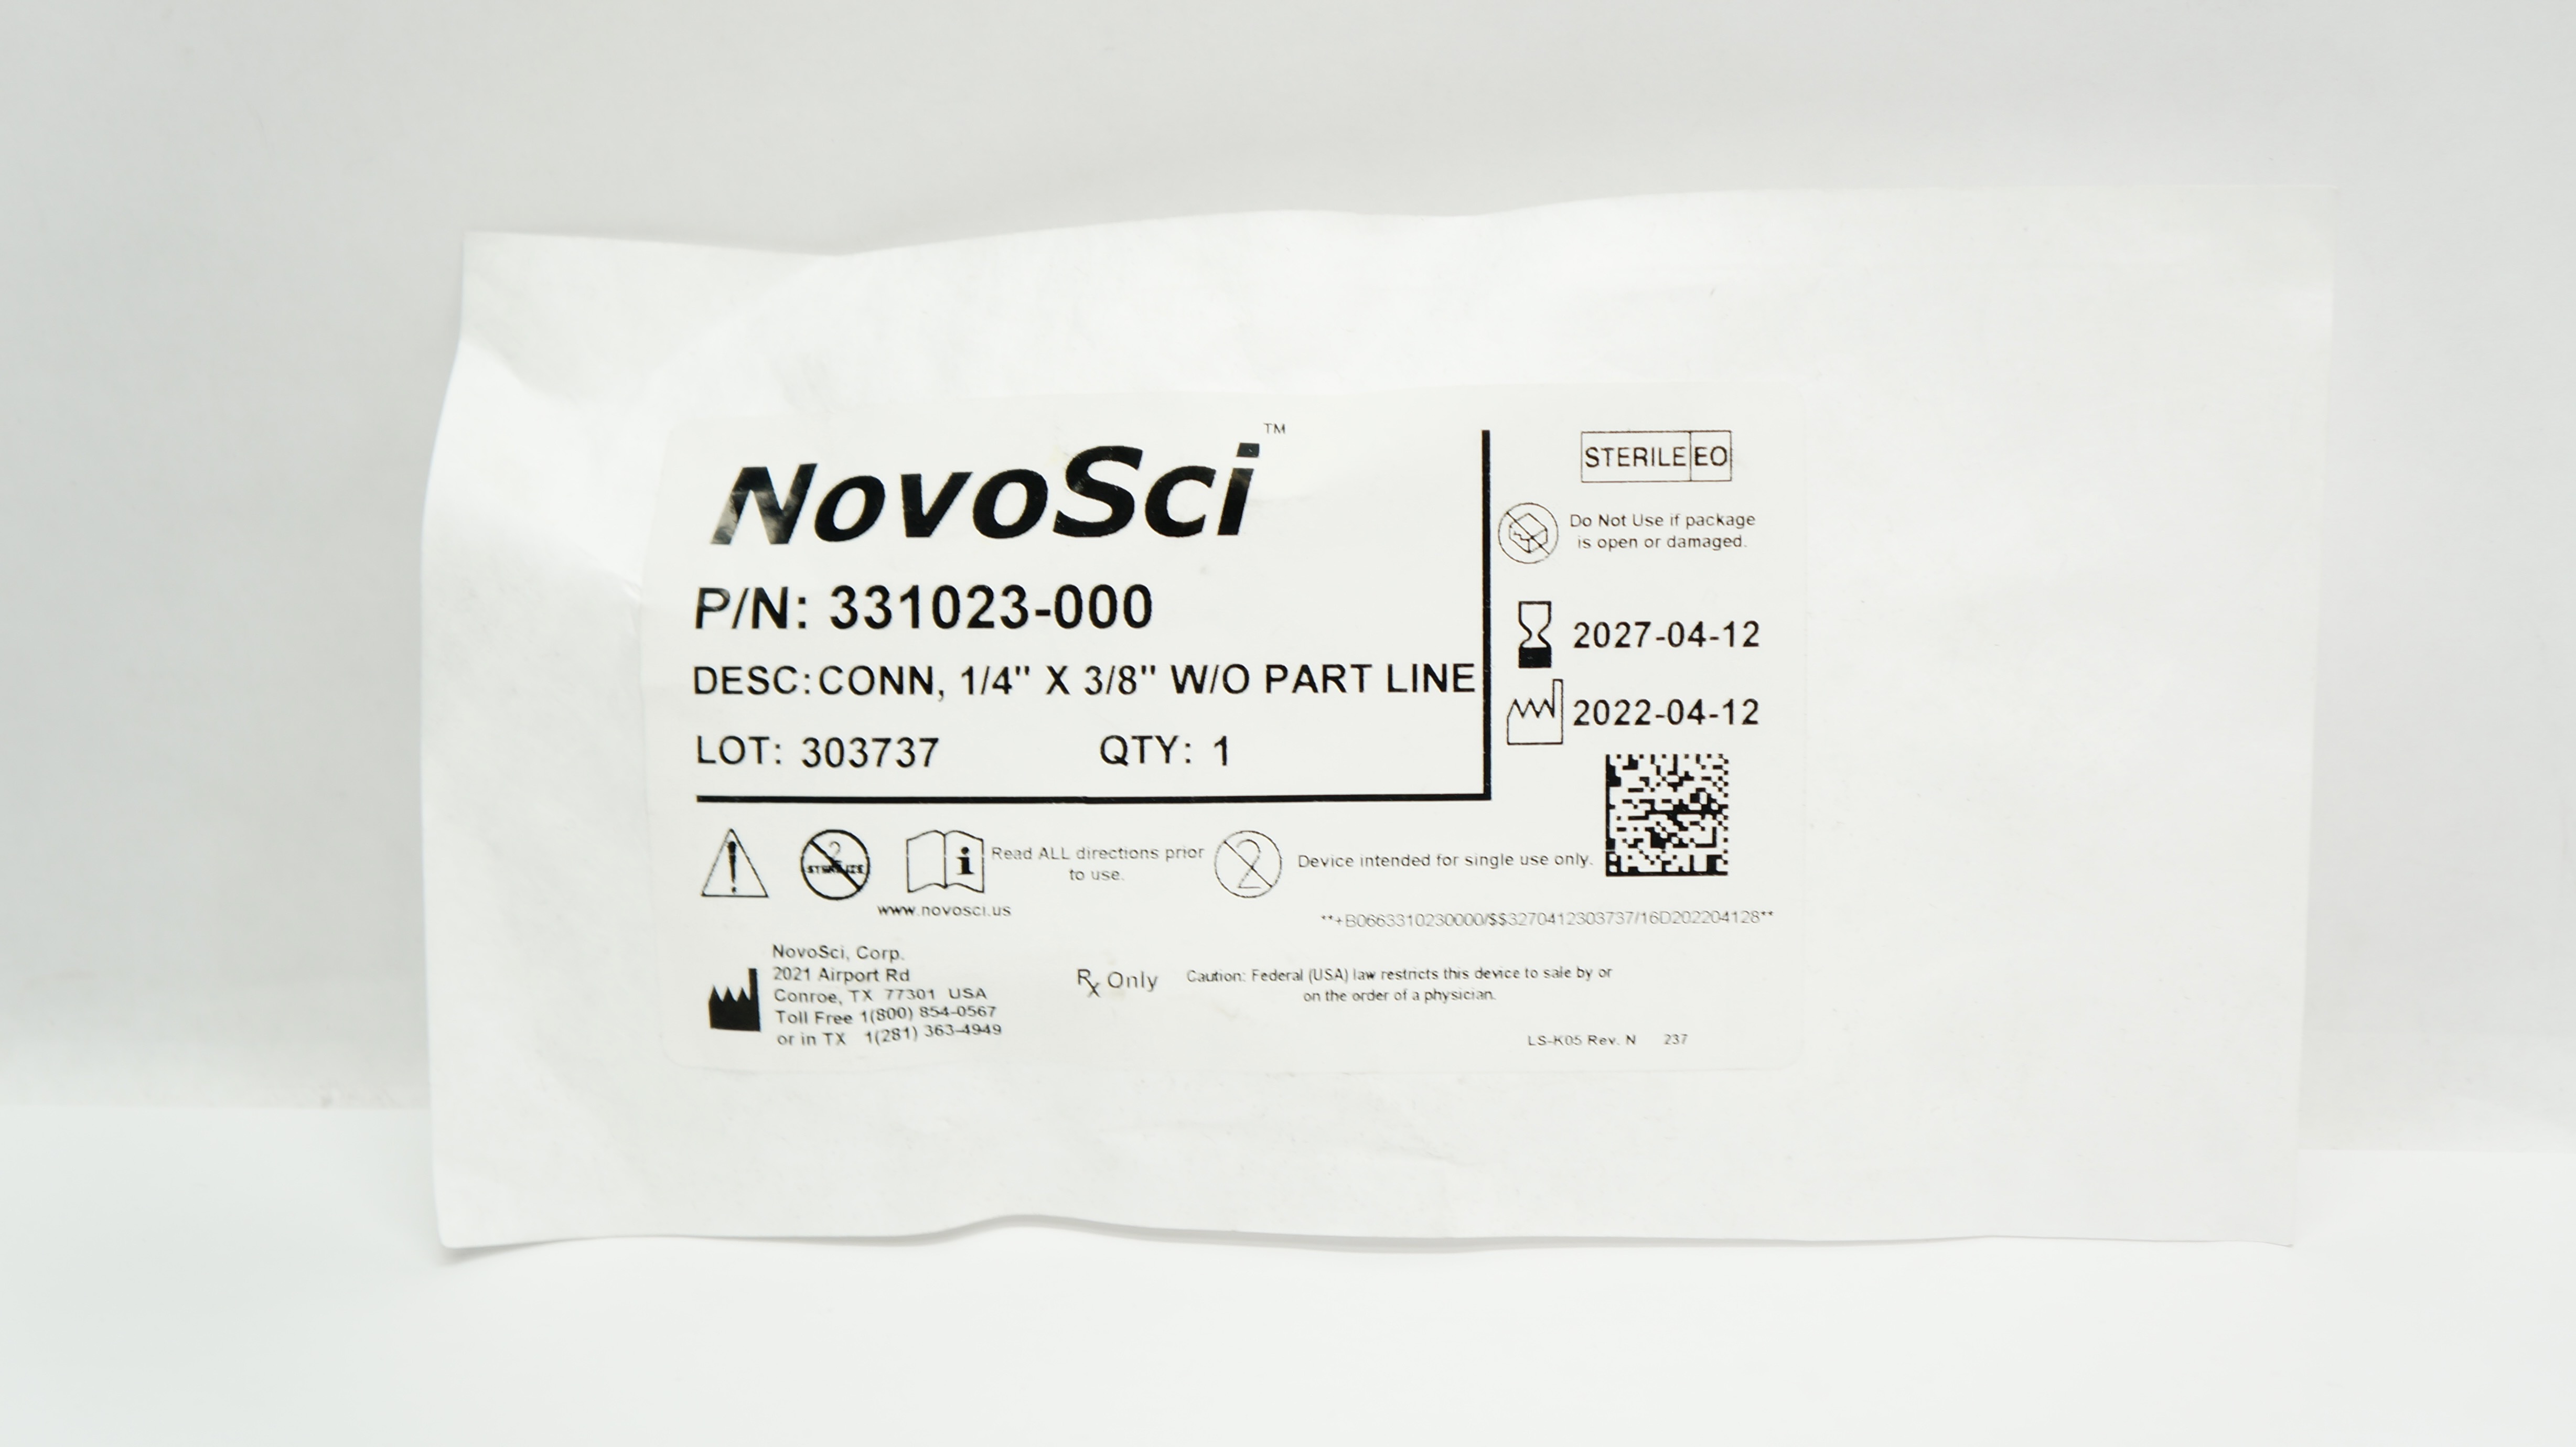 NovoSci™
P/N: 331023-000
DESC: CONN, 1/4" X 3/8" W/O PART LINE
LOT: 303737 QTY: 1
STERILE EO
Do Not Use if package
is open or damaged.
2027-04-12
2022-04-12
2
STERILIZE
i
Read ALL directions prior
to use.
www.novosci.us
2
Device intended for single use only.
**+B0663310230000/$$3270412303737/16D202204128**
NovoSci, Corp.
2021 Airport Rd
Conroe, TX 77301 USA
Toll Free 1(800) 854-0567
or in TX 1(281) 363-4949
Rx Only
Caution: Federal (USA) law restricts this device to sale by or
on the order of a physician.
LS-K05 Rev. N 237